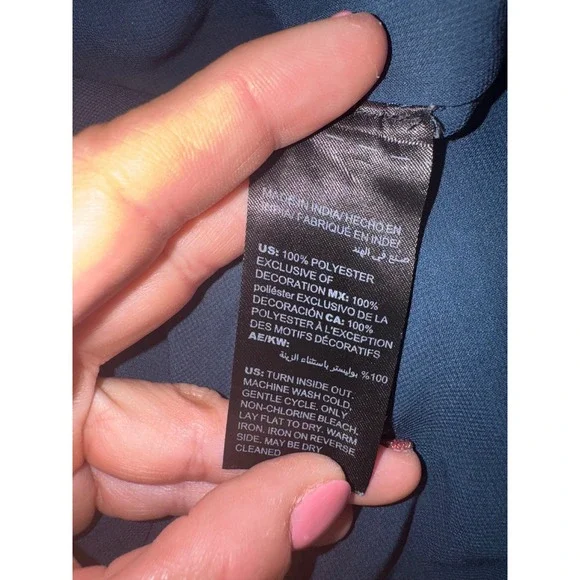 MADE IN INDIA/HECHO EN
INDIA/ FABRIQUÉ EN INDE/
صنع في الهند
US: 100% POLYESTER
EXCLUSIVE OF
DECORATION MX: 100%
poliéster EXCLUSIVO DE LA
DECORACIÓN CA: 100%
POLYESTER À L'EXCEPTION
DES MOTIFS DÉCORATIFS
AE/KW:
%100 بوليستر باستثناء الزينة
US: TURN INSIDE OUT.
MACHINE WASH COLD,
GENTLE CYCLE. ONLY
NON-CHLORINE BLEACH.
LAY FLAT TO DRY. WARM
IRON. IRON ON REVERSE
SIDE. MAY BE DRY
CLEANED